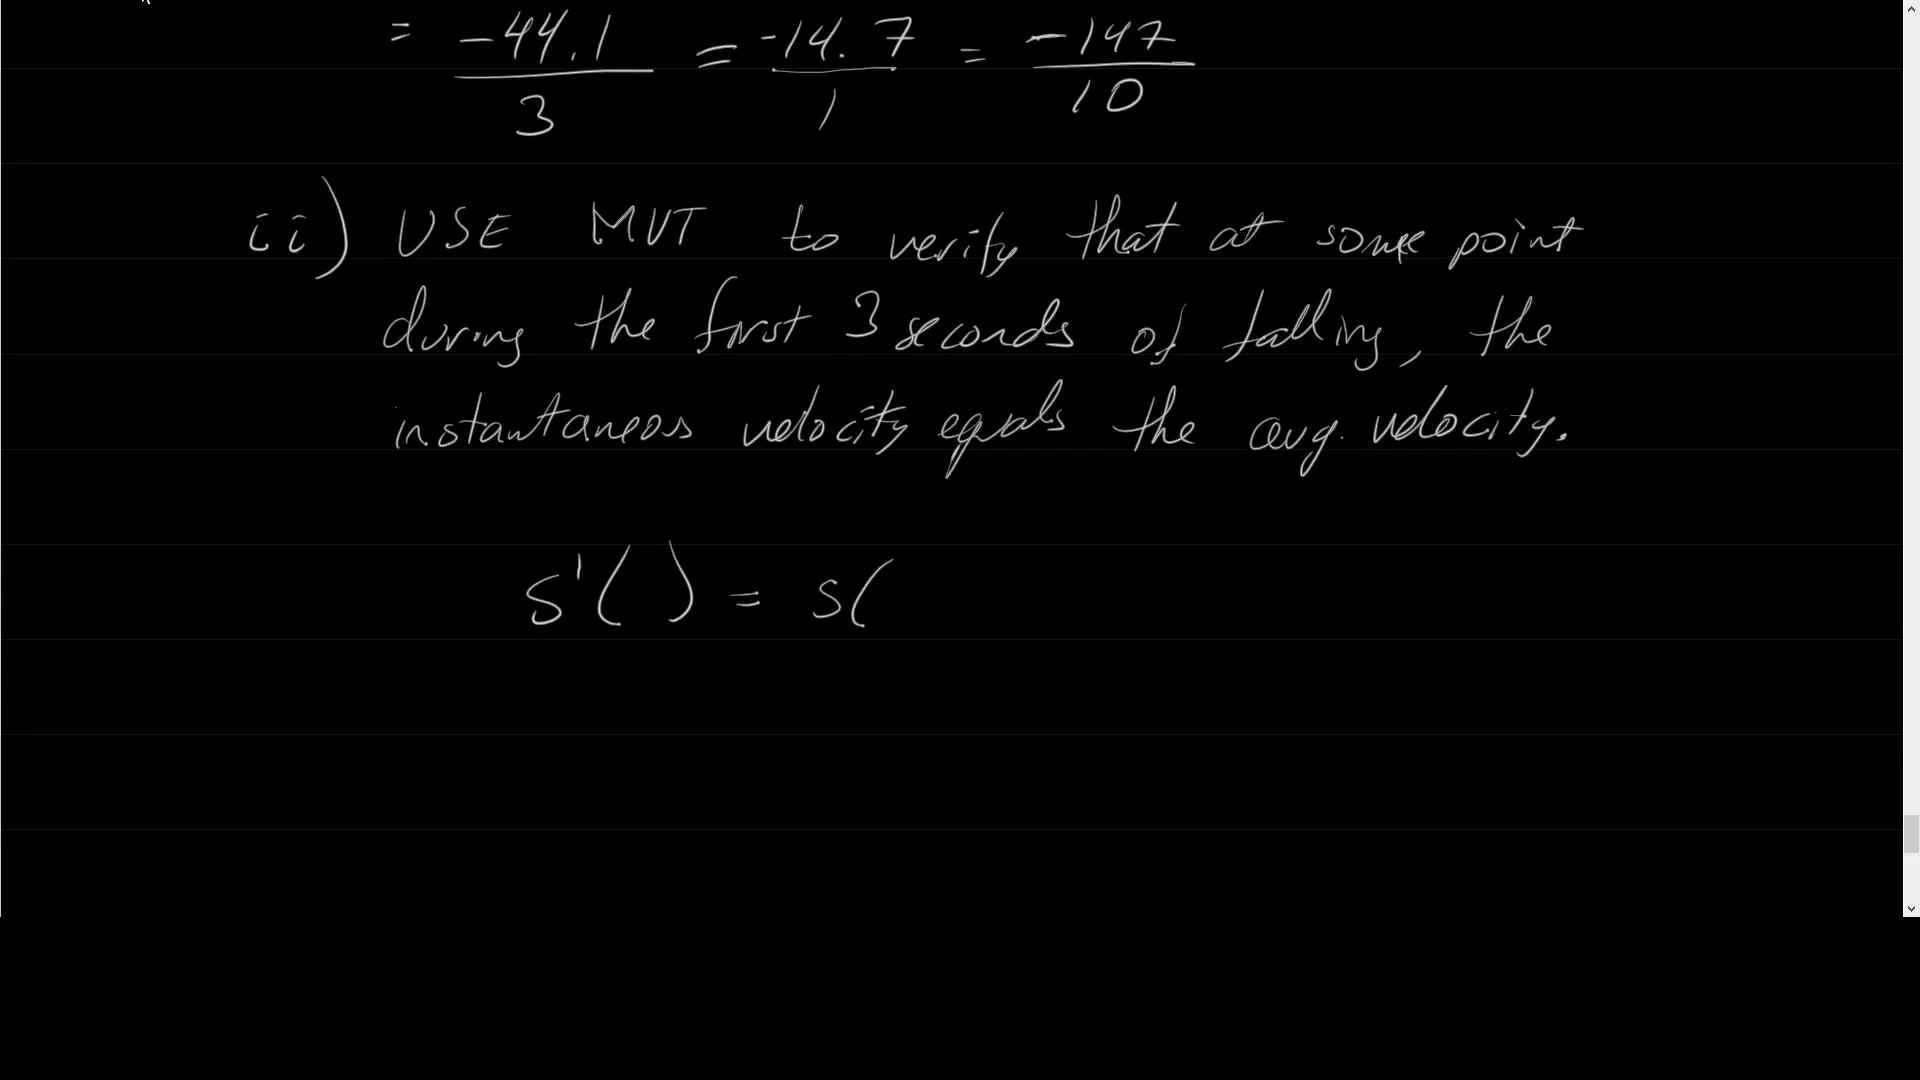 = -44.1/3 = -14.7/1 = -147/10
ii) USE MVT to verify that at some point
during the first 3 seconds of falling, the
instantaneos velocity equals the avg. velocity.
s'( ) = s(